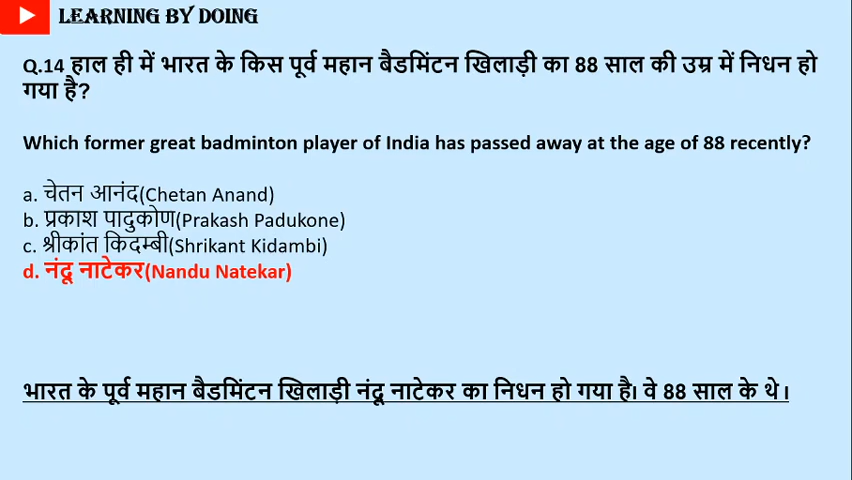 LEARNING BY DOING
Q.14 हाल ही में भारत के किस पूर्व महान बैडमिंटन खिलाड़ी का 88 साल की उम्र में निधन हो
गया है?
Which former great badminton player of India has passed away at the age of 88 recently?
a. चेतन आनंद(Chetan Anand)
b. प्रकाश पादुकोण(Prakash Padukone)
c. श्रीकांत किदम्बी(Shrikant Kidambi)
d. नंदू नाटेकर(Nandu Natekar)
भारत के पूर्व महान बैडमिंटन खिलाड़ी नंदू नाटेकर का निधन हो गया है। वे 88 साल के थे।